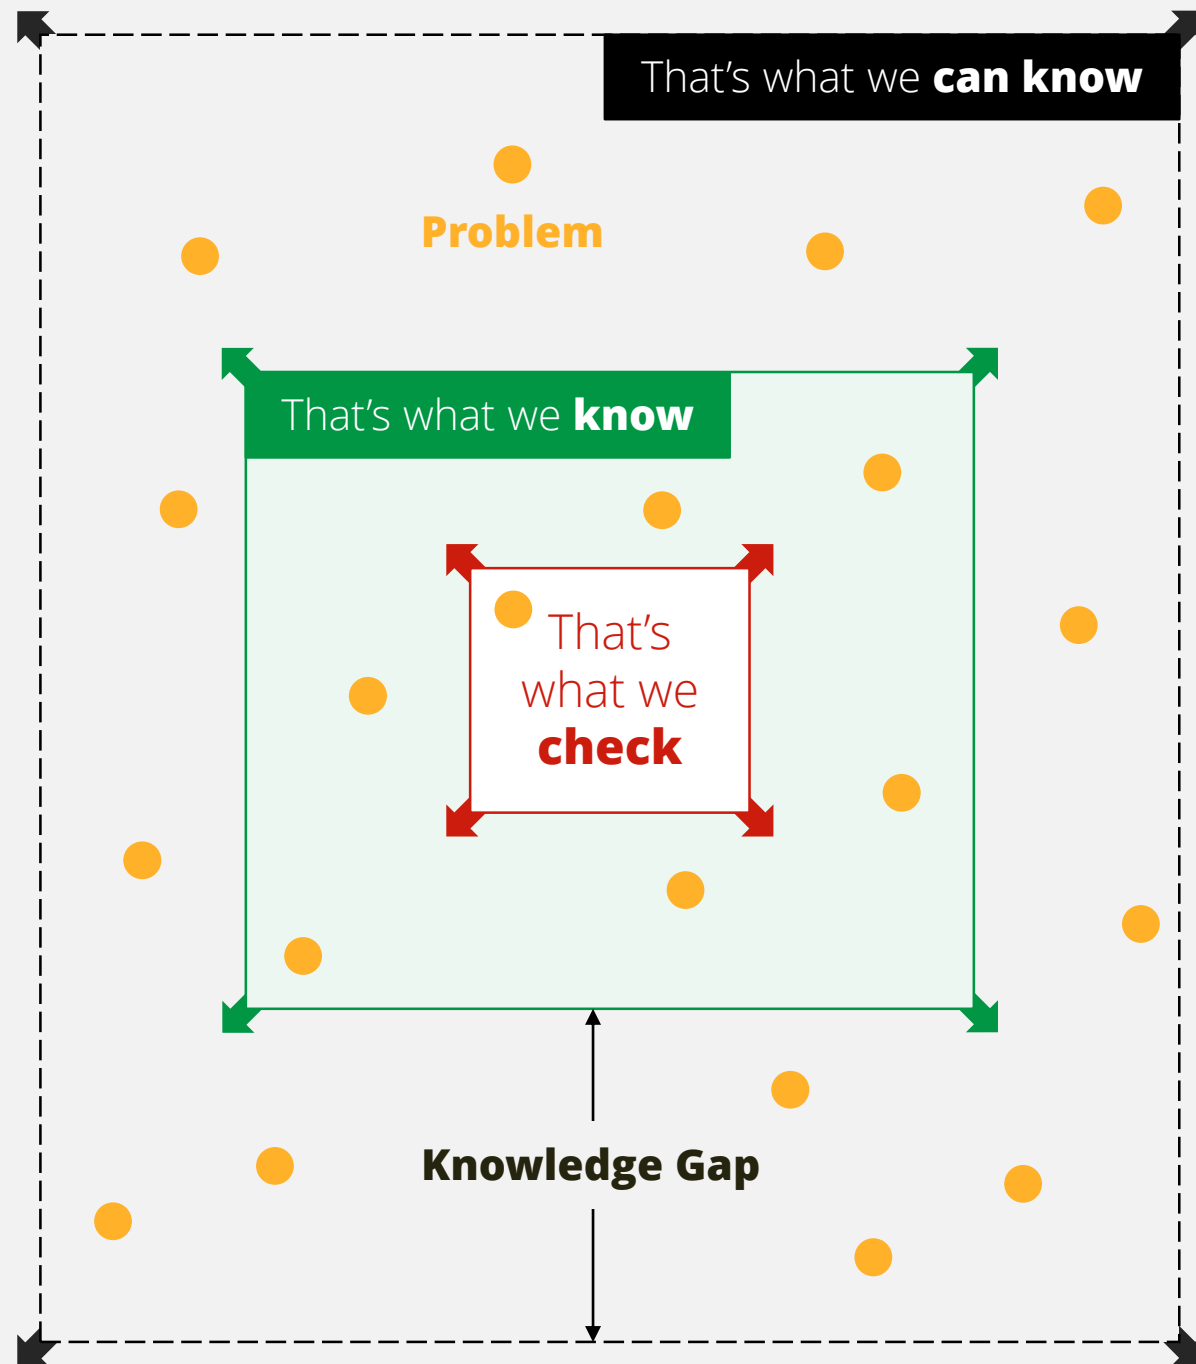 That’s what we can know
Problem
That’s what we know
That’s
what we
check
Knowledge Gap